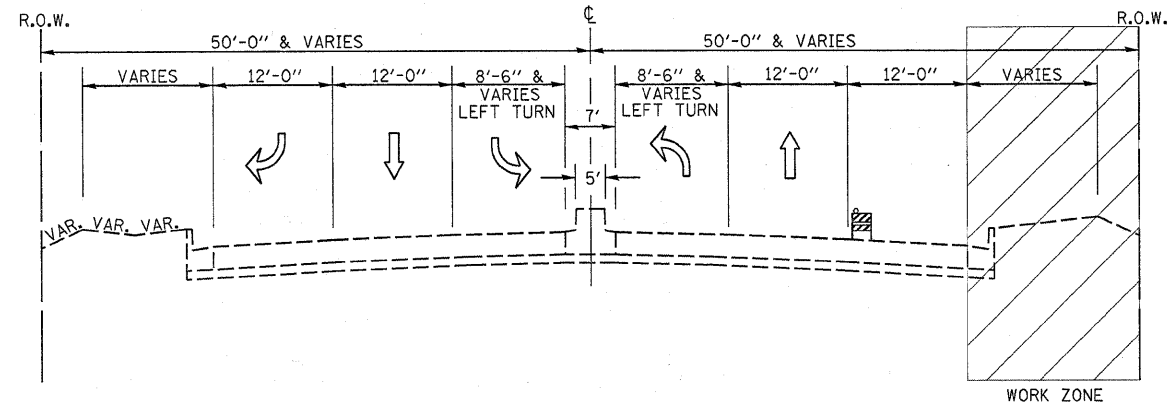 R.O.W.
℄
R.O.W.
50'-0" & VARIES
50'-0" & VARIES
VARIES
12'-0"
12'-0"
8'-6" &
VARIES
LEFT TURN
7'
8'-6" &
VARIES
LEFT TURN
12'-0"
12'-0"
VARIES
5'
VAR.
VAR.
VAR.
WORK ZONE